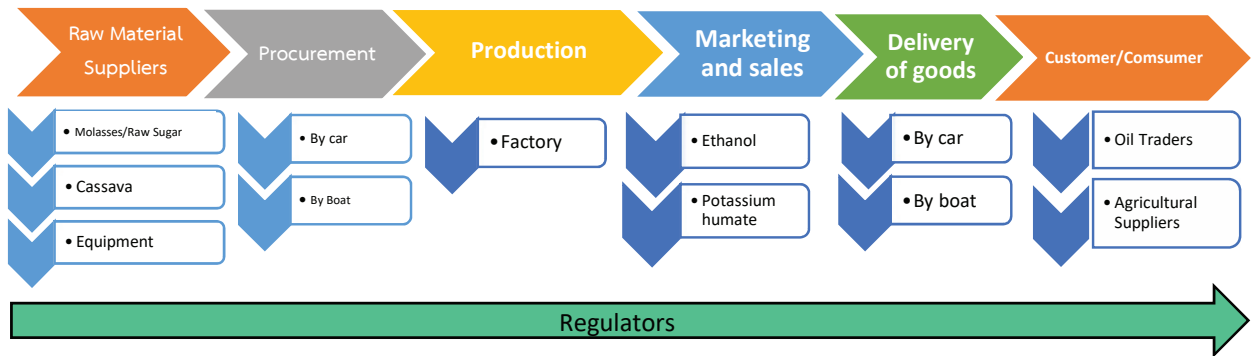 Raw Material
Suppliers
Procurement
Production
Marketing
and sales
Delivery
of goods
Customer/Comsumer
• Molasses/Raw Sugar
• Cassava
• Equipment
• By car
• By Boat
• Factory
• Ethanol
• Potassium
humate
• By car
• By boat
• Oil Traders
• Agricultural
Suppliers
Regulators